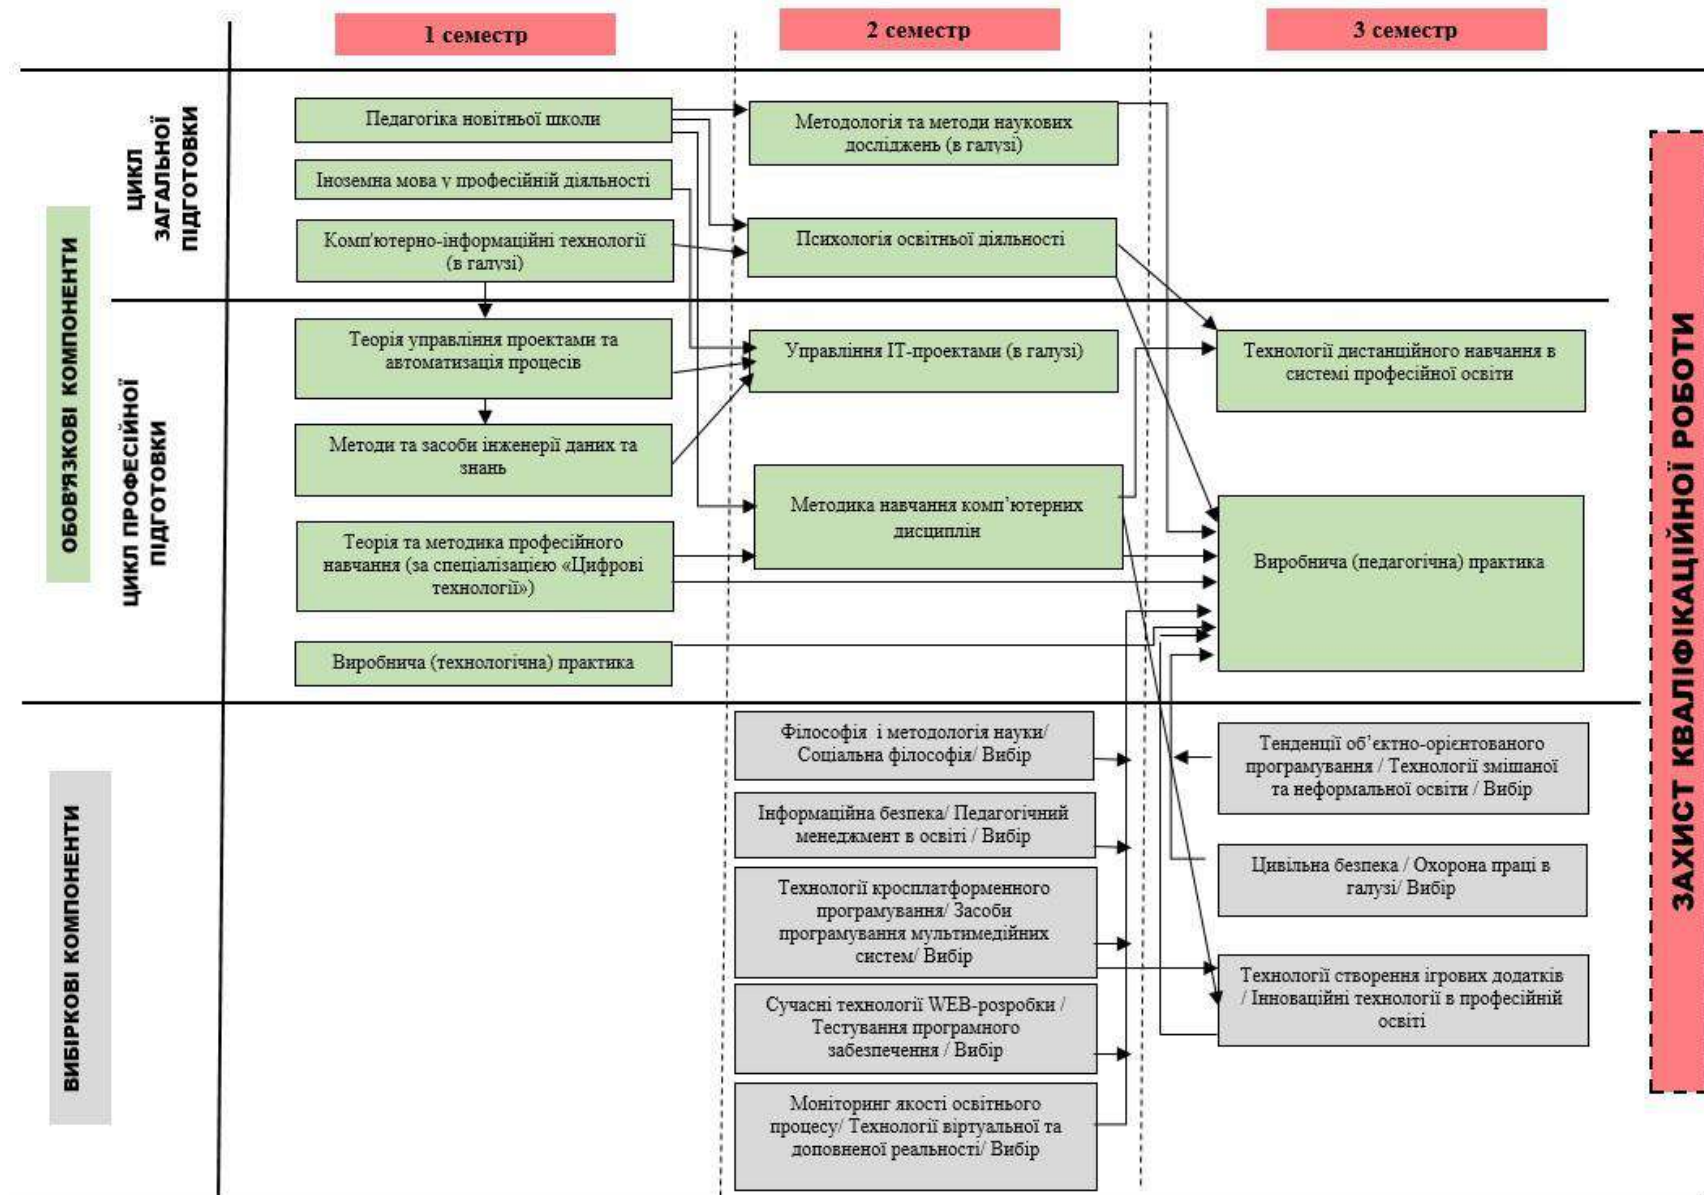 1 семестр
2 семестр
3 семестр
ОБОВ'ЯЗКОВІ КОМПОНЕНТИ
ЦИКЛ
ЗАГАЛЬНОЇ
ПІДГОТОВКИ
Педагогіка новітньої школи
Іноземна мова у професійній діяльності
Комп'ютерно-інформаційні технології
(в галузі)
Методологія та методи наукових
досліджень (в галузі)
Психологія освітньої діяльності
ЦИКЛ ПРОФЕСІЙНОЇ
ПІДГОТОВКИ
Теорія управління проектами та
автоматизація процесів
Методи та засоби інженерії даних та
знань
Теорія та методика професійного
навчання (за спеціалізацією «Цифрові
технології»)
Виробнича (технологічна) практика
Управління ІТ-проектами (в галузі)
Методика навчання комп’ютерних
дисциплін
Технології дистанційного навчання в
системі професійної освіти
Виробнича (педагогічна) практика
ВИБІРКОВІ КОМПОНЕНТИ
Філософія і методологія науки/
Соціальна філософія/ Вибір
Інформаційна безпека/ Педагогічний
менеджмент в освіті / Вибір
Технології кросплатформенного
програмування/ Засоби
програмування мультимедійних
систем/ Вибір
Сучасні технології WEB-розробки /
Тестування програмного
забезпечення / Вибір
Моніторинг якості освітнього
процесу/ Технології віртуальної та
доповненої реальності/ Вибір
Тенденції об’єктно-орієнтованого
програмування / Технології змішаної
та неформальної освіти / Вибір
Цивільна безпека / Охорона праці в
галузі/ Вибір
Технології створення ігрових додатків
/ Інноваційні технології в професійній
освіті
ЗАХИСТ КВАЛІФІКАЦІЙНОЇ РОБОТИ